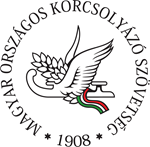 MAGYAR ORSZÁGOS KORCSOLYÁZÓ SZÖVETSÉG
* 1908 *